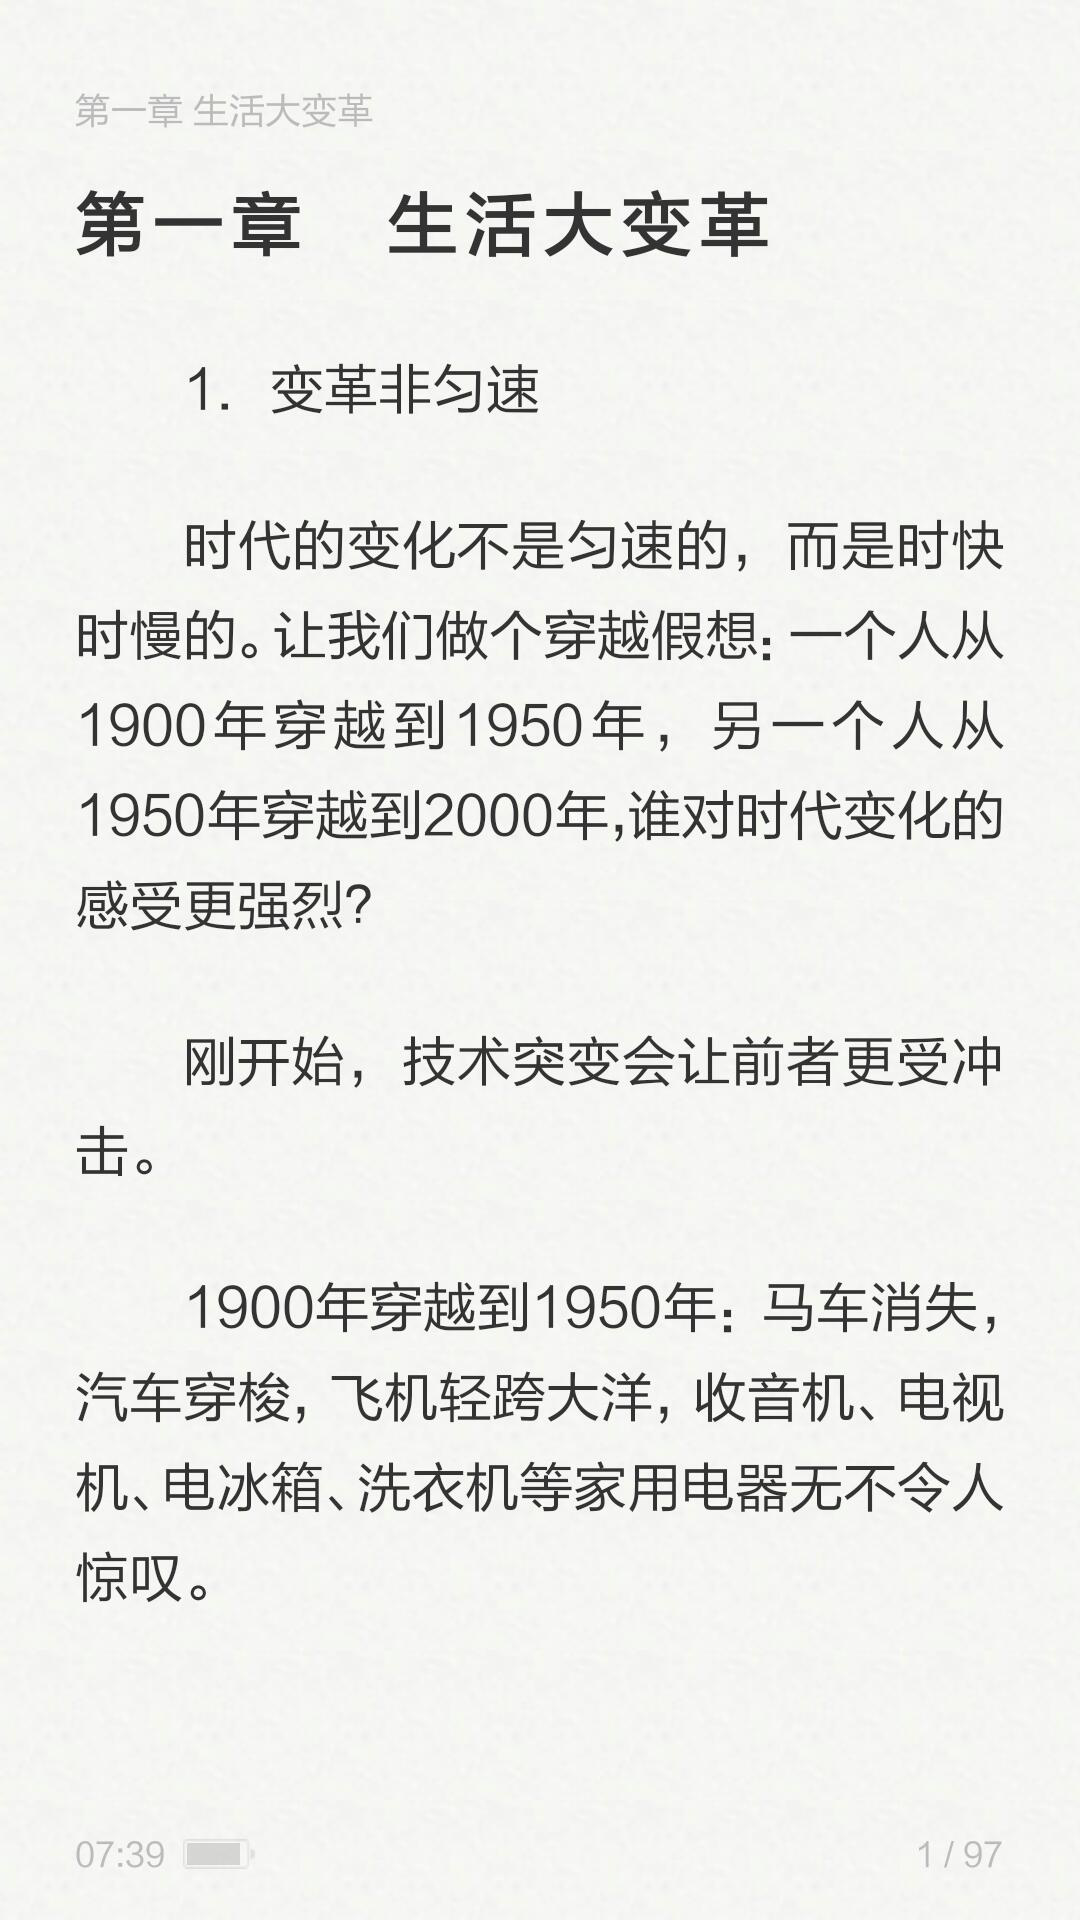 第一章 生活大变革
第一章　生活大变革
1. 变革非匀速
时代的变化不是匀速的，而是时快
时慢的。让我们做个穿越假想：一个人从
1900年穿越到1950年，另一个人从
1950年穿越到2000年,谁对时代变化的
感受更强烈?
刚开始，技术突变会让前者更受冲
击。
1900年穿越到1950年：马车消失，
汽车穿梭，飞机轻跨大洋，收音机、电视
机、电冰箱、洗衣机等家用电器无不令人
惊叹。
07:39
1 / 97